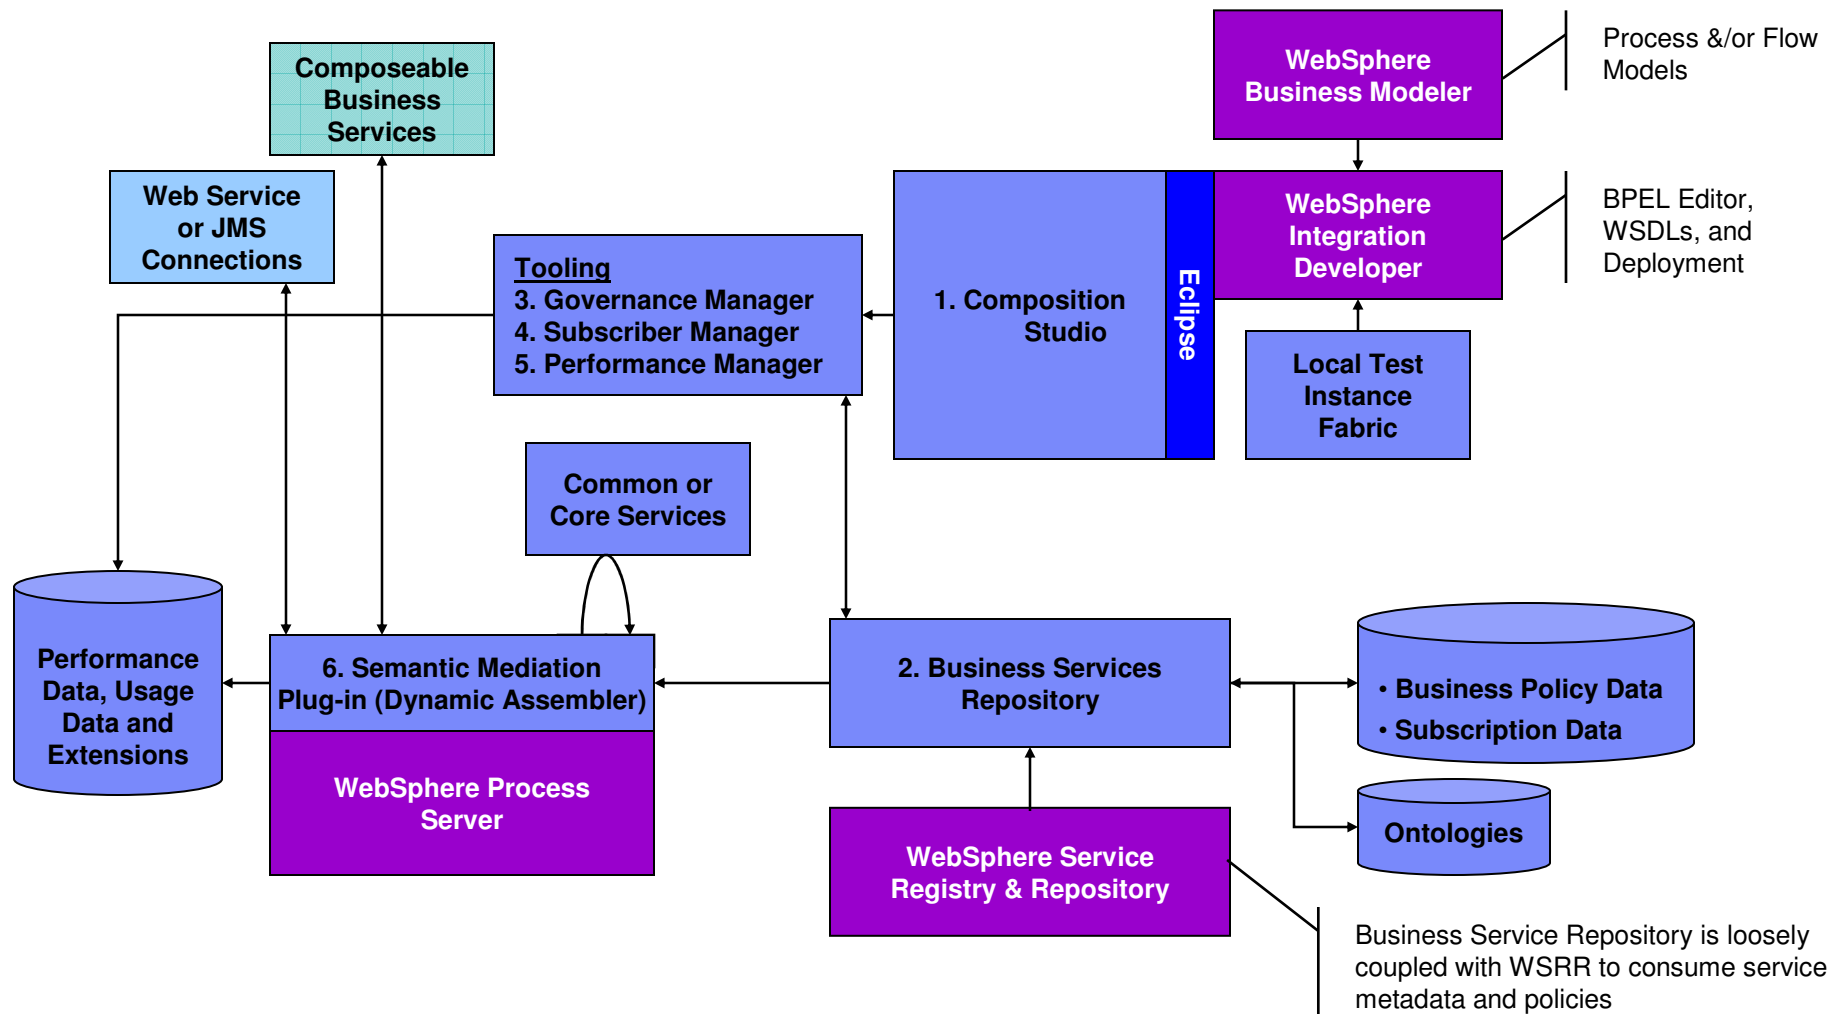 WebSphere
Business Modeler
Process &/or Flow
Models
Composeable
Business
Services
Web Service
or JMS
Connections
Tooling
3. Governance Manager
4. Subscriber Manager
5. Performance Manager
1. Composition
Studio
Eclipse
WebSphere
Integration
Developer
BPEL Editor,
WSDLs, and
Deployment
Local Test
Instance
Fabric
Common or
Core Services
Performance
Data, Usage
Data and
Extensions
6. Semantic Mediation
Plug-in (Dynamic Assembler)
WebSphere Process
Server
2. Business Services
Repository
• Business Policy Data
• Subscription Data
Ontologies
WebSphere Service
Registry & Repository
Business Service Repository is loosely
coupled with WSRR to consume service
metadata and policies